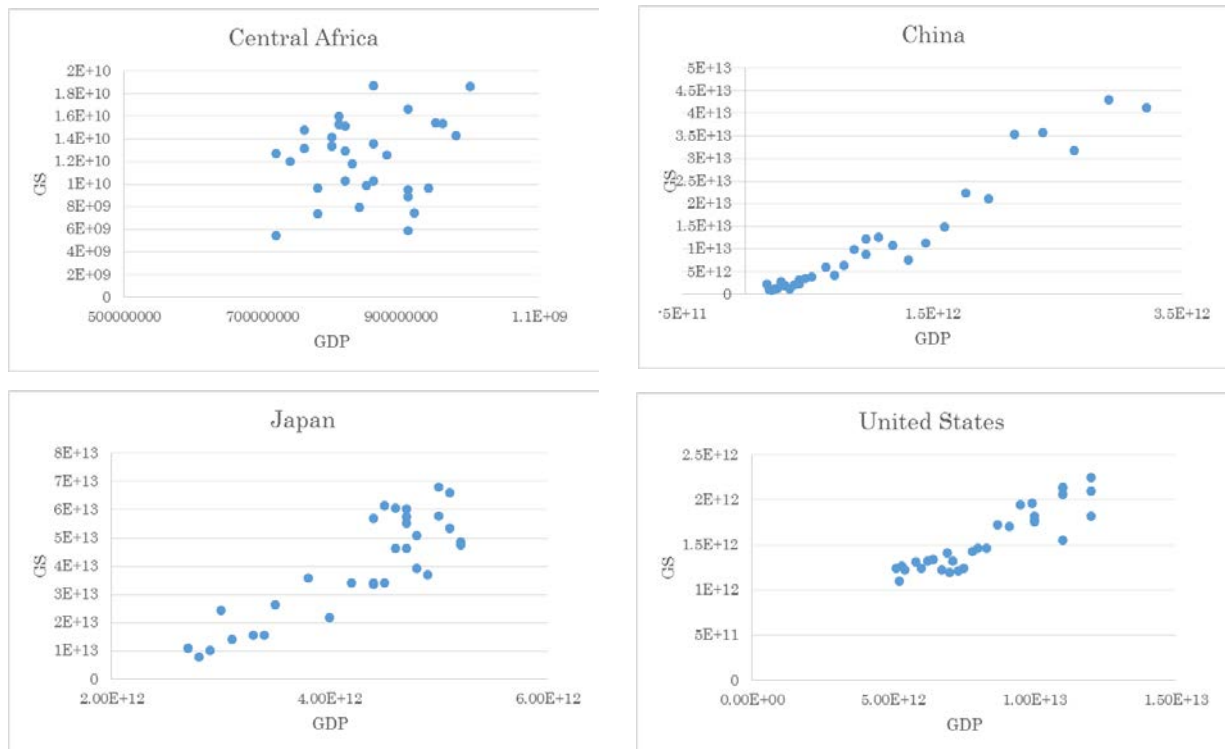 Central Africa
2E+10
1.8E+10
1.6E+10
1.4E+10
1.2E+10
1E+10
8E+09
6E+09
4E+09
2E+09
0
GS
500000000 700000000 900000000 1.1E+09
GDP
China
5E+13
4.5E+13
4E+13
3.5E+13
3E+13
2.5E+13
2E+13
1.5E+13
1E+13
5E+12
0
GS
-5E+11 1.5E+12 3.5E+12
GDP
Japan
8E+13
7E+13
6E+13
5E+13
4E+13
3E+13
2E+13
1E+13
0
GS
2.00E+12 4.00E+12 6.00E+12
GDP
United States
2.5E+12
2E+12
1.5E+12
1E+12
5E+11
0
GS
0.00E+00 5.00E+12 1.00E+13 1.50E+13
GDP